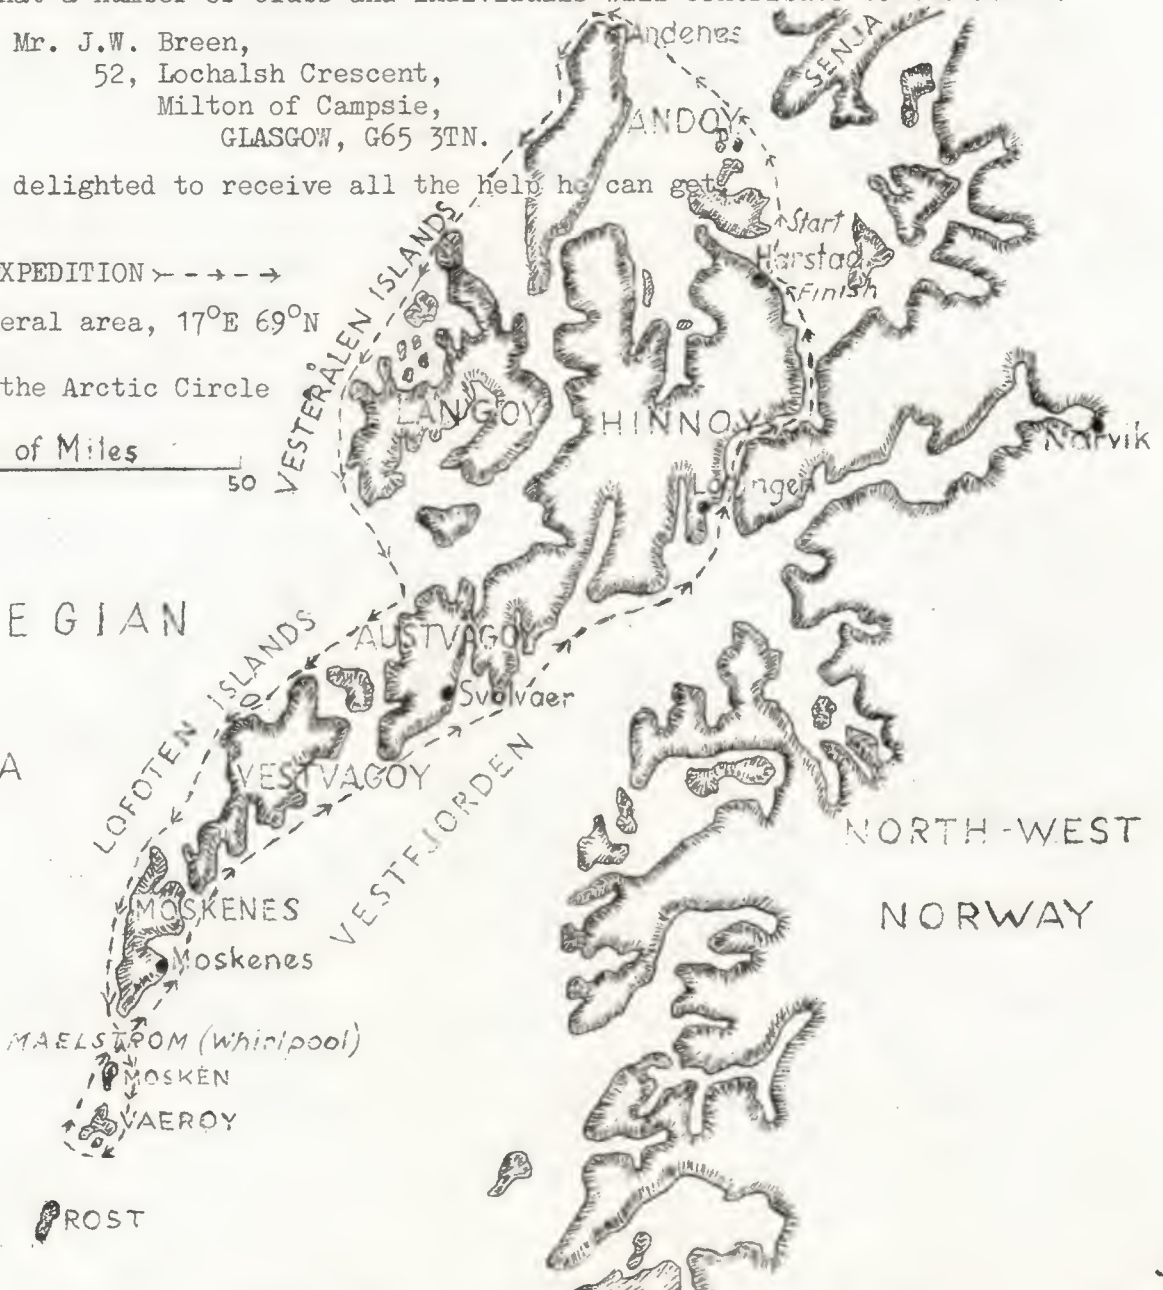 Mr. J.W. Breen,
52, Lochalsh Crescent,
Milton of Campsie,
GLASGOW, G65 3TN.
delighted to receive all the help he can get
XPEDITION
eral area, 17°E 69°N
the Arctic Circle
of Miles
50
Andenes
SENJA
ANDOY
Start
Harstad
Finish
VESTERÅLEN ISLANDS
LANGOY
HINNOY
Narvik
EGIAN
LOFOTEN ISLANDS
AUSTVAGOY
Svolvaer
A
VESTVAGOY
VESTFJORDEN
NORTH-WEST
NORWAY
MOSKENES
Moskenes
MAELSTROM (Whirlpool)
MOSKEN
VAEROY
ROST